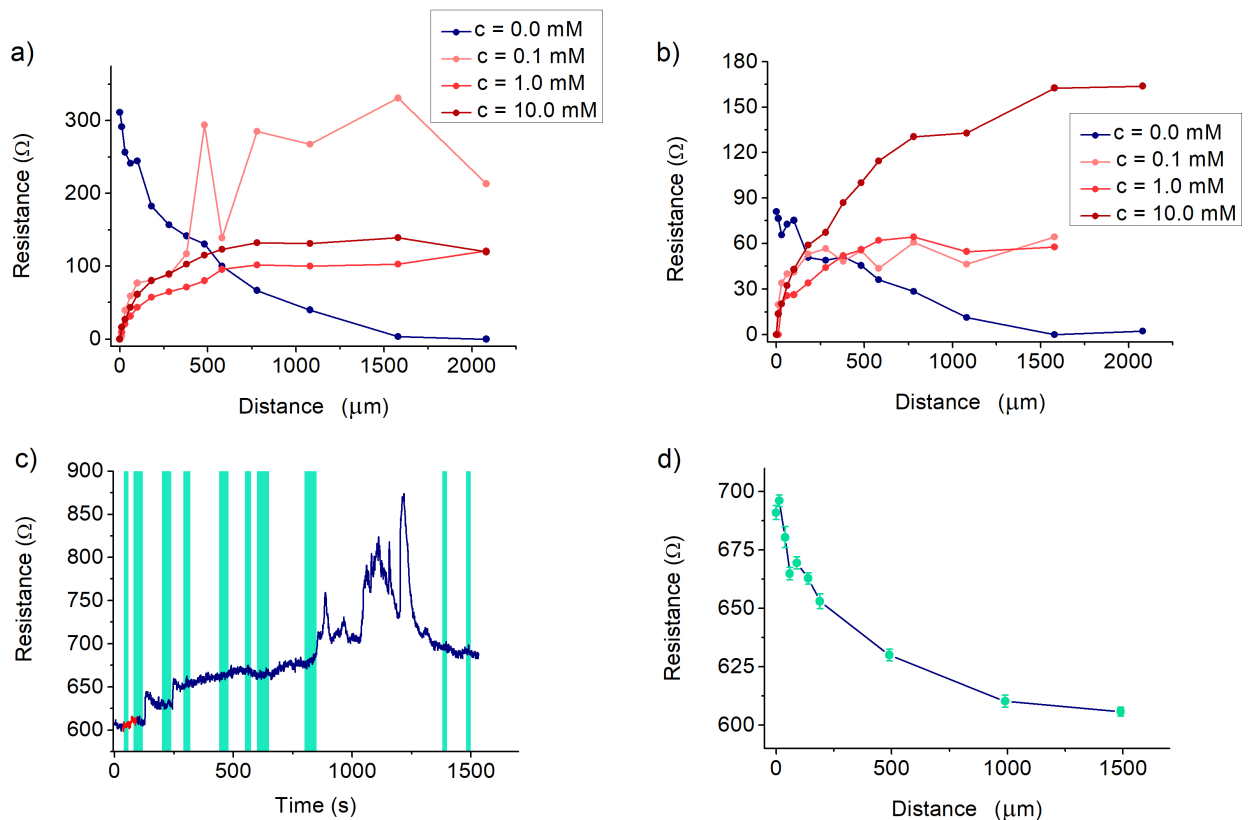 a)
c = 0.0 mM
c = 0.1 mM
c = 1.0 mM
c = 10.0 mM
Resistance (Ω)
300
200
100
0
0 500 1000 1500 2000
Distance (μm)
b)
c = 0.0 mM
c = 0.1 mM
c = 1.0 mM
c = 10.0 mM
Resistance (Ω)
180
150
120
90
60
30
0
0 500 1000 1500 2000
Distance (μm)
c)
Resistance (Ω)
900
850
800
750
700
650
600
0 500 1000 1500
Time (s)
d)
Resistance (Ω)
700
675
650
625
600
0 500 1000 1500
Distance (μm)